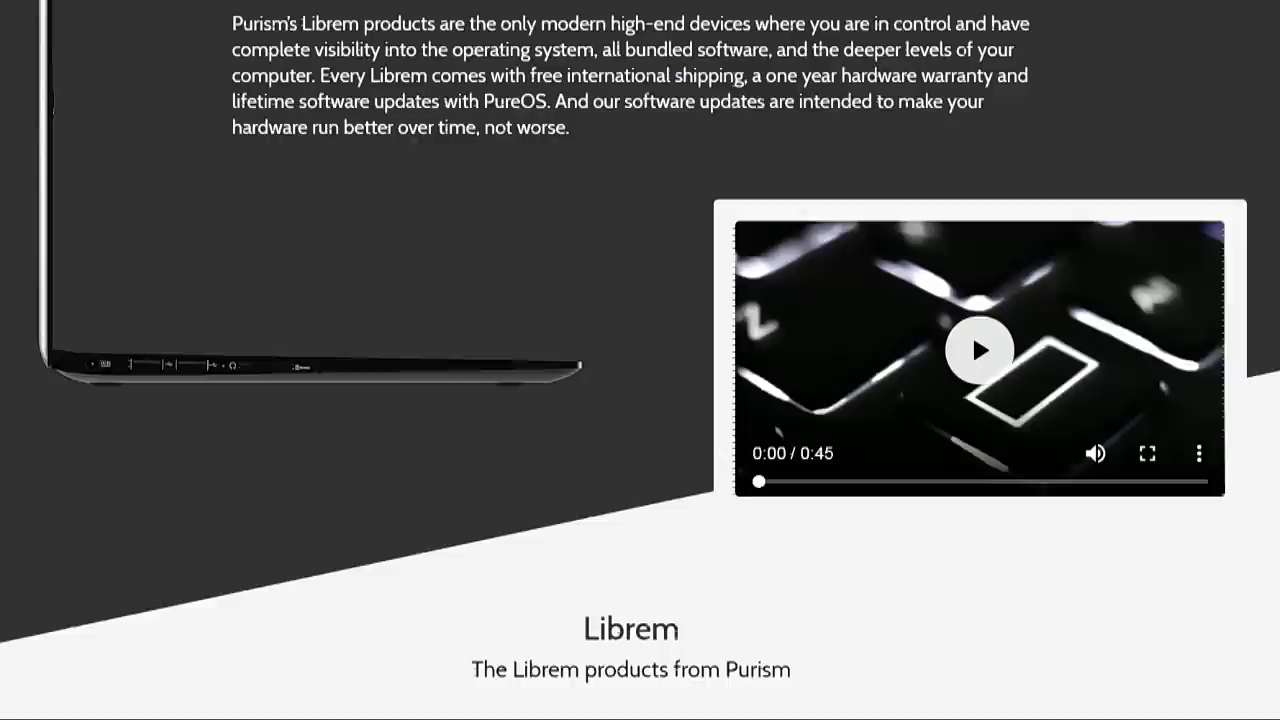 Purism's Librem products are the only modern high-end devices where you are in control and have
complete visibility into the operating system, all bundled software, and the deeper levels of your
computer. Every Librem comes with free international shipping, a one year hardware warranty and
lifetime software updates with PureOS. And our software updates are intended to make your
hardware run better over time, not worse.
Z
N
0:00 / 0:45
Librem
The Librem products from Purism